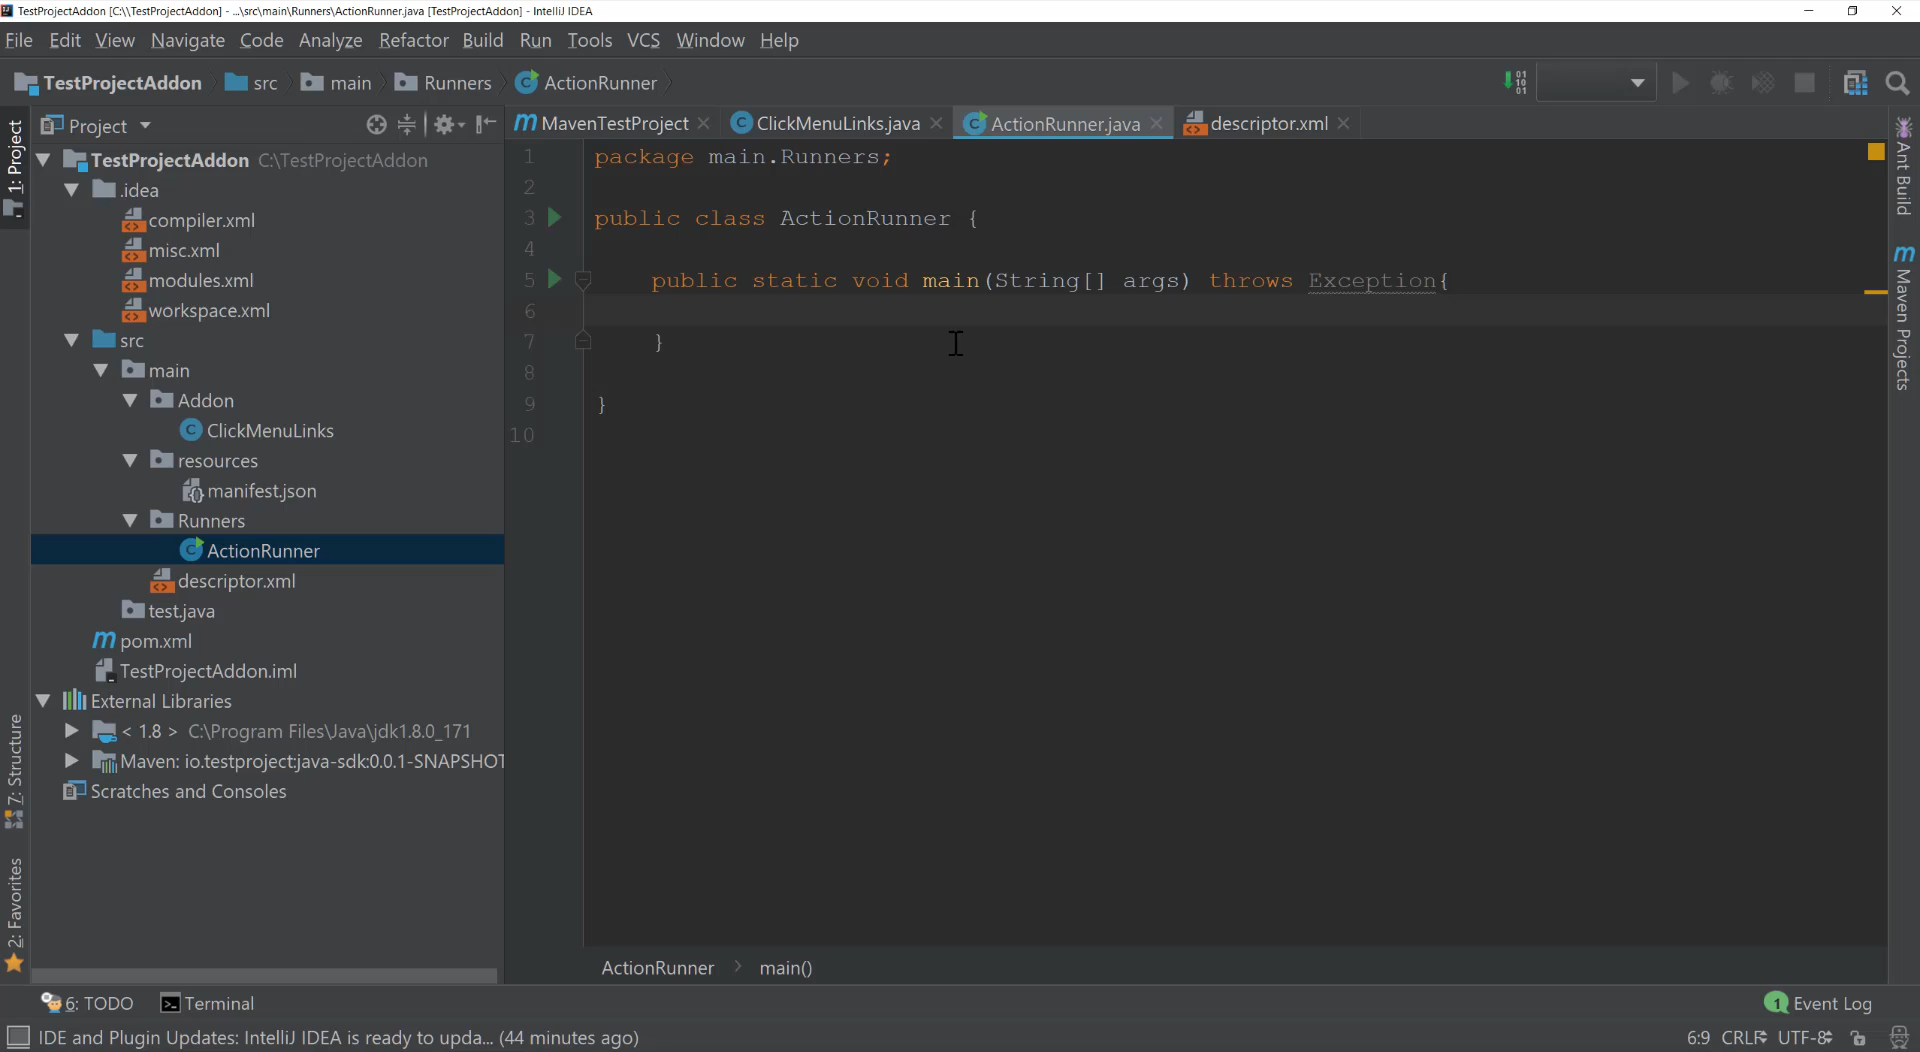 TestProjectAddon [C:\\TestProjectAddon] - ...\src\main\Runners\ActionRunner.java [TestProjectAddon] - IntelliJ IDEA
File Edit View Navigate Code Analyze Refactor Build Run Tools VCS Window Help
TestProjectAddon src main Runners ActionRunner
Project
MavenTestProject ClickMenuLinks.java ActionRunner.java descriptor.xml
1: Project
7: Structure
2: Favorites
TestProjectAddon C:\TestProjectAddon
.idea
compiler.xml
misc.xml
modules.xml
workspace.xml
src
main
Addon
ClickMenuLinks
resources
manifest.json
Runners
ActionRunner
descriptor.xml
test.java
pom.xml
TestProjectAddon.iml
External Libraries
< 1.8 > C:\Program Files\Java\jdk1.8.0_171
Maven: io.testproject:java-sdk:0.0.1-SNAPSHOT
Scratches and Consoles
1 package main.Runners;
2
3 public class ActionRunner {
4
5 public static void main(String[] args) throws Exception{
6
7 }
8
9 }
10
Ant Build
Maven Projects
ActionRunner main()
6: TODO Terminal
1 Event Log
IDE and Plugin Updates: IntelliJ IDEA is ready to upda... (44 minutes ago)
6:9 CRLF UTF-8